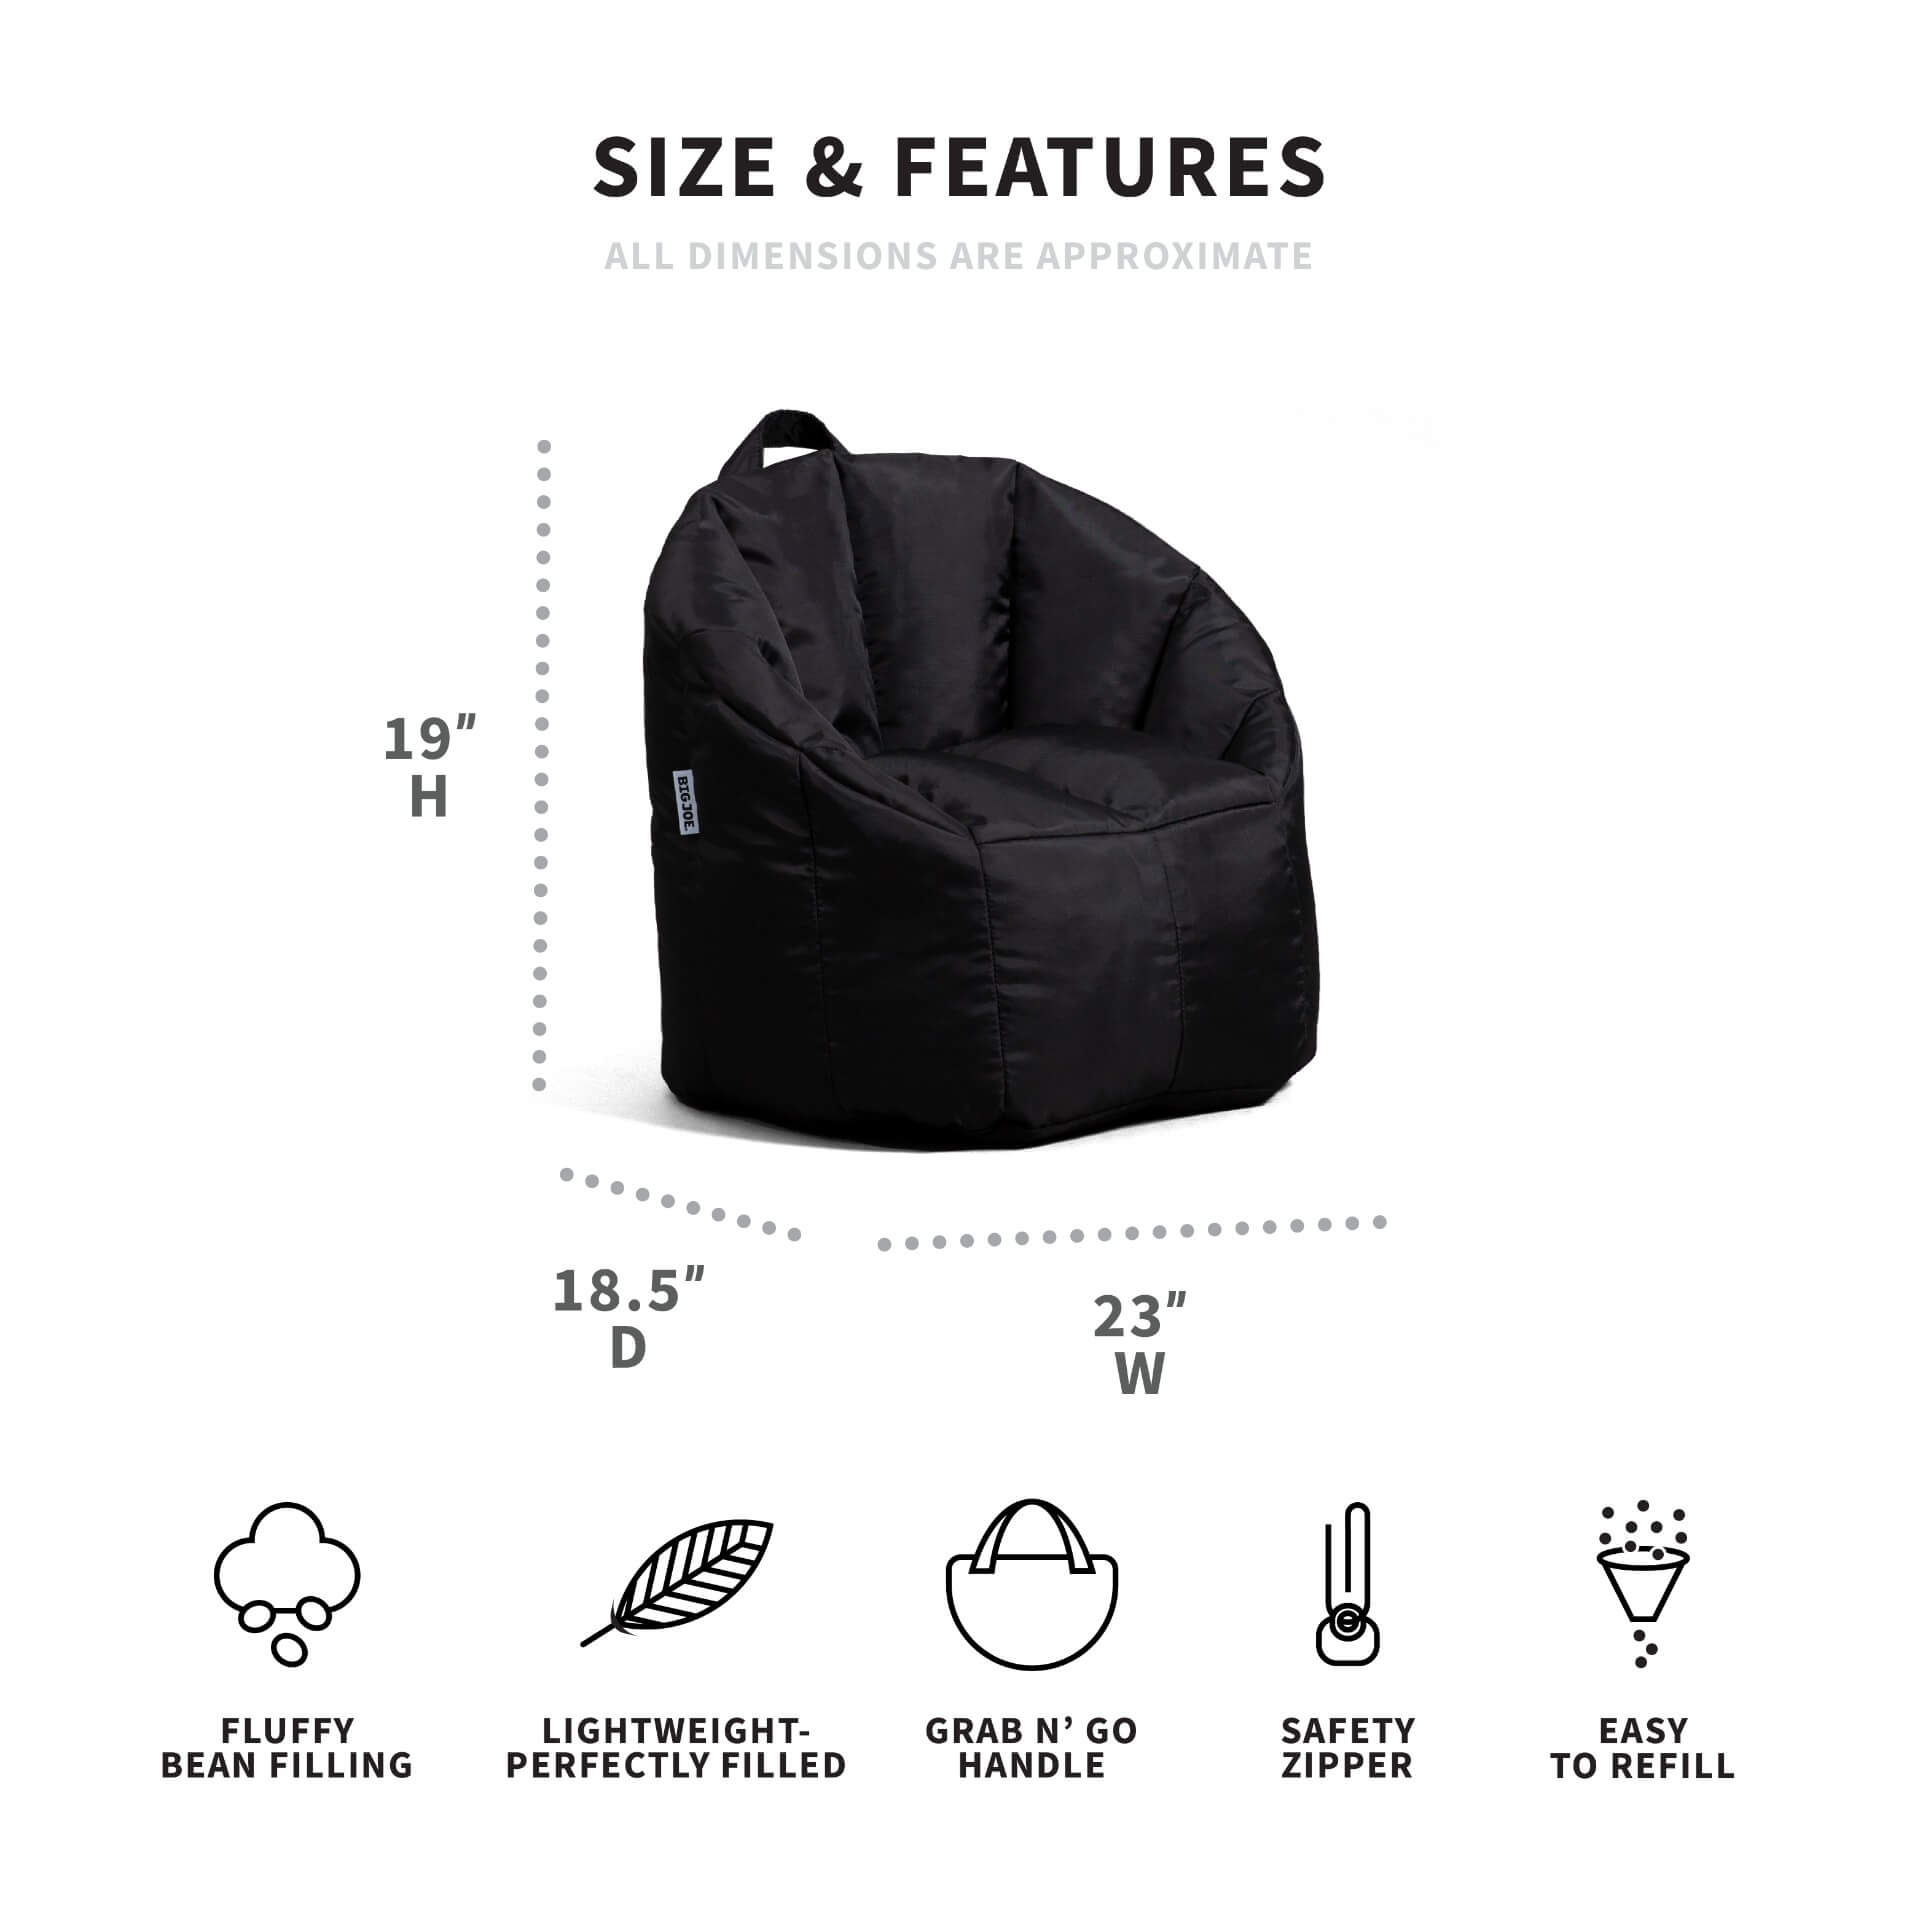 SIZE & FEATURES
ALL DIMENSIONS ARE APPROXIMATE
19"
H
BIG JOE
18.5"
D
23"
W
FLUFFY
BEAN FILLING
LIGHTWEIGHT-
PERFECTLY FILLED
GRAB N’ GO
HANDLE
SAFETY
ZIPPER
EASY
TO REFILL